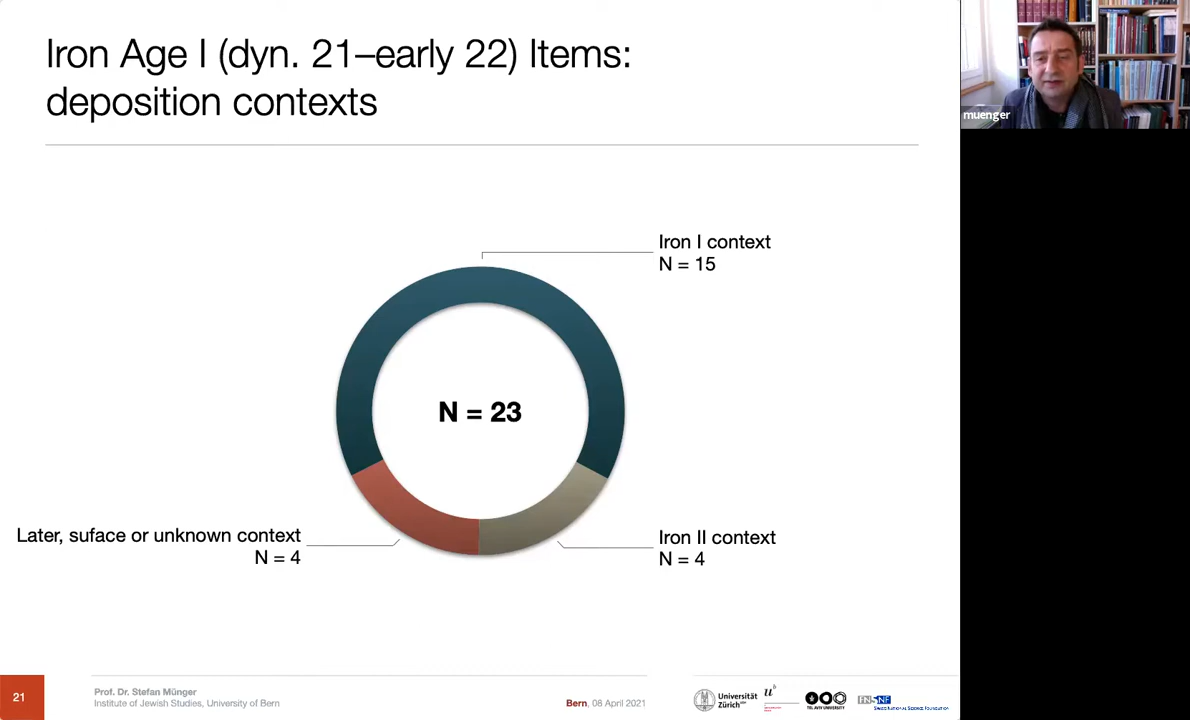 Iron Age I (dyn. 21–early 22) Items:
deposition contexts
muenger
Iron I context
N = 15
N = 23
Later, suface or unknown context
N = 4
Iron II context
N = 4
21
Prof. Dr. Stefan Münger
Institute of Jewish Studies, University of Bern
Bern, 08 April 2021
Universität
Zürich UZH
u b
TEL AVIV UNIVERSITY
FNSNF
SWISS NATIONAL SCIENCE FOUNDATION